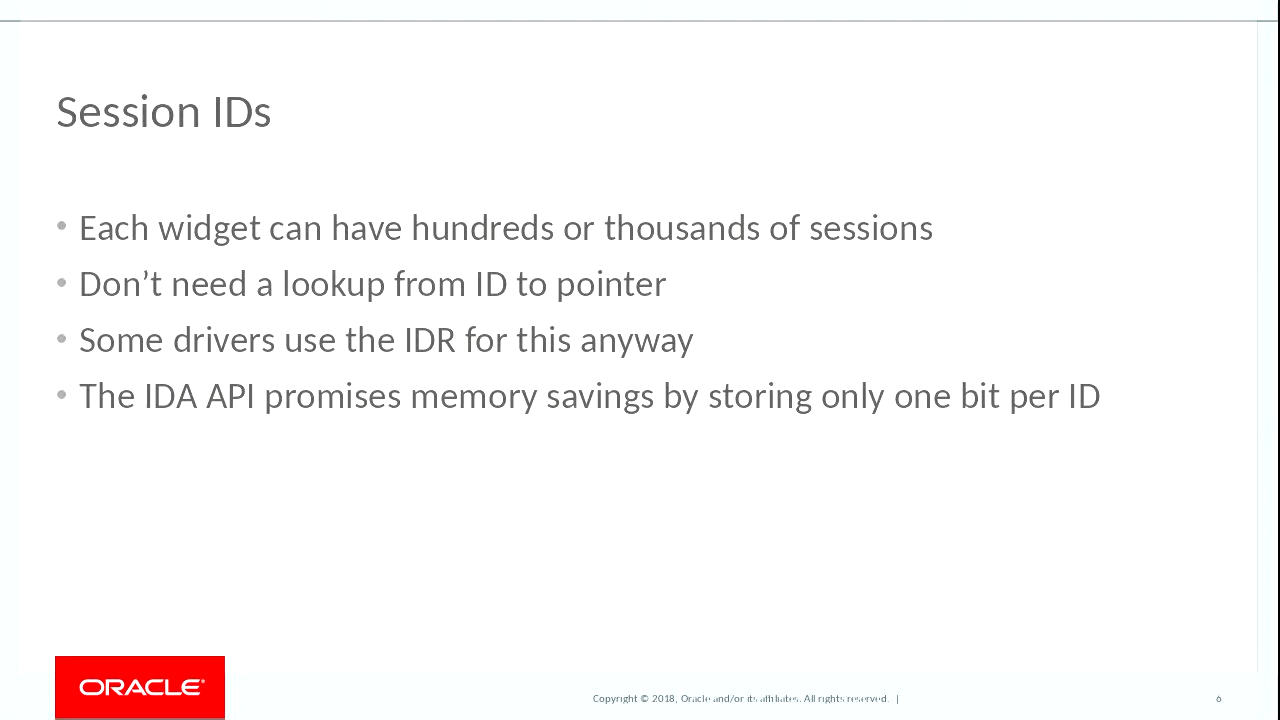 Session IDs
• Each widget can have hundreds or thousands of sessions
• Don’t need a lookup from ID to pointer
• Some drivers use the IDR for this anyway
• The IDA API promises memory savings by storing only one bit per ID
ORACLE®
Copyright © 2018, Oracle and/or its affiliates. All rights reserved. |
6